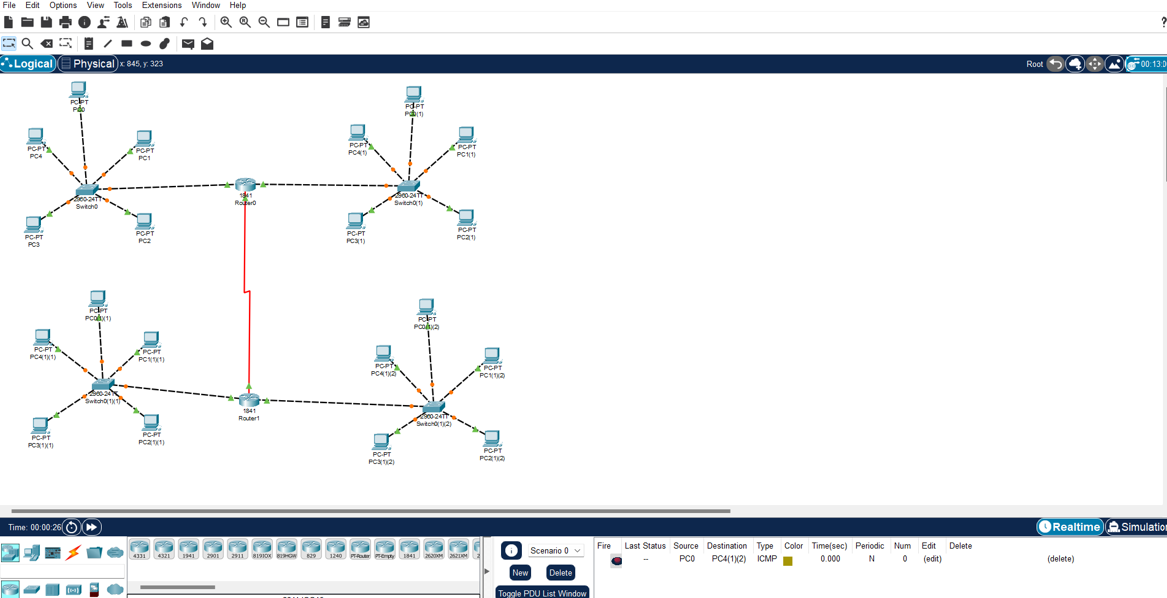 File Edit Options View Tools Extensions Window Help
?
Logical Physical x: 845, y: 323 Root 00:13:0
PC-PT
PC0
PC-PT
PC4
PC-PT
PC1
2960-24TT
Switch0
PC-PT
PC3
PC-PT
PC2
1841
Router0
PC-PT
PC0(1)
PC-PT
PC4(1)
PC-PT
PC1(1)
2960-24TT
Switch0(1)
PC-PT
PC3(1)
PC-PT
PC2(1)
PC-PT
PC0(1)(1)
PC-PT
PC4(1)(1)
PC-PT
PC1(1)(1)
2960-24TT
Switch0(1)(1)
PC-PT
PC3(1)(1)
PC-PT
PC2(1)(1)
1841
Router1
PC-PT
PC0(1)(2)
PC-PT
PC4(1)(2)
PC-PT
PC1(1)(2)
2960-24TT
Switch0(1)(2)
PC-PT
PC3(1)(2)
PC-PT
PC2(1)(2)
Time: 00:00:26 Realtime Simulation
4331 4321 1941 2901 2911 819IOX 819HGW 829 1240 PT-Router PT-Empty 1841 2620XM 2621XM 2
Scenario 0
New Delete
Toggle PDU List Window
Fire Last Status Source Destination Type Color Time(sec) Periodic Num Edit Delete
-- PC0 PC4(1)(2) ICMP 0.000 N 0 (edit) (delete)